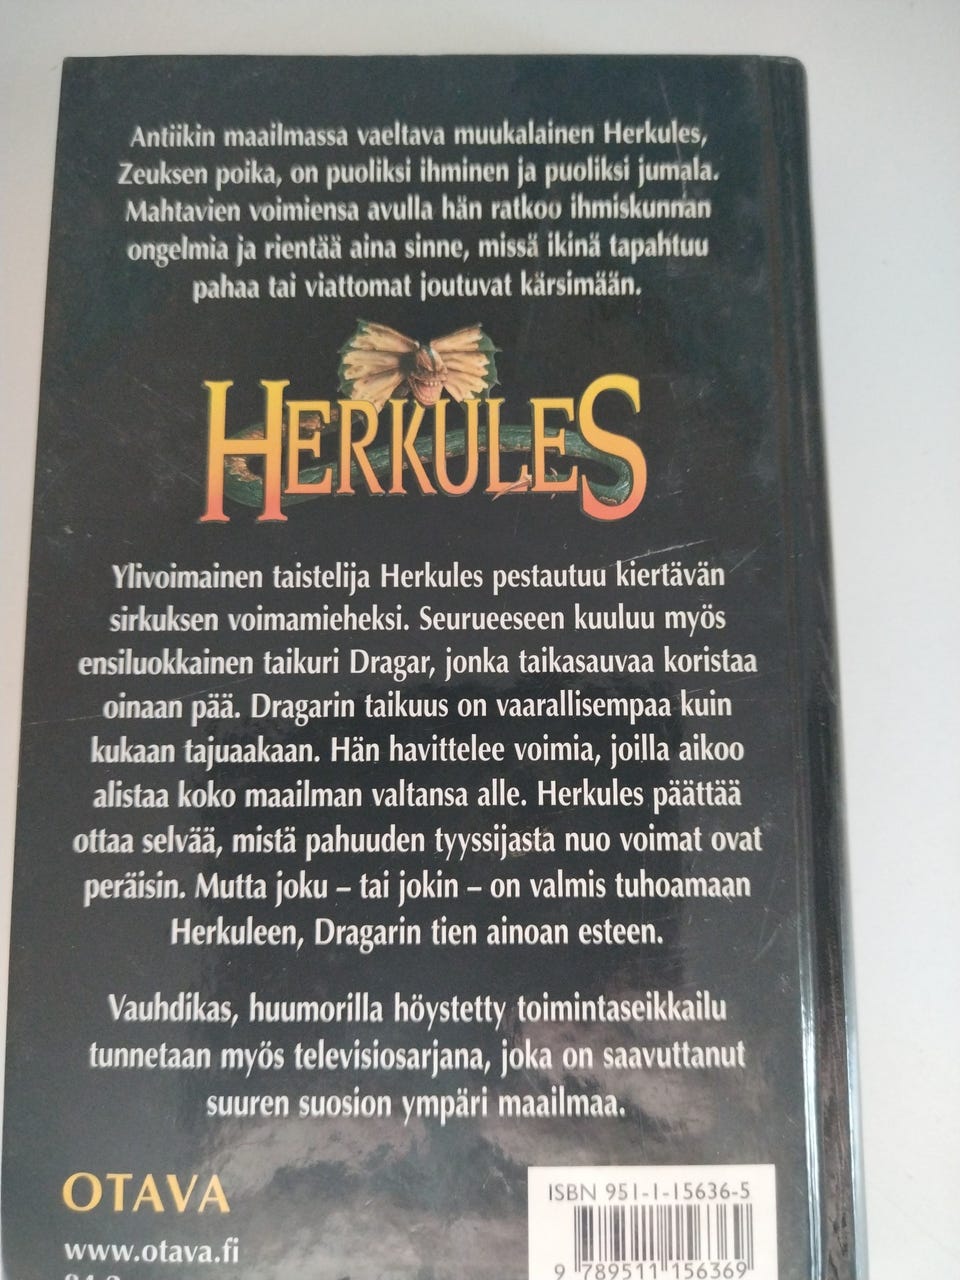 Antiikin maailmassa vaeltava muukalainen Herkules,
Zeuksen poika, on puoliksi ihminen ja puoliksi jumala.
Mahtavien voimiensa avulla hän ratkoo ihmiskunnan
ongelmia ja rientää aina sinne, missä ikinä tapahtuu
pahaa tai viattomat joutuvat kärsimään.
HERKULES
Ylivoimainen taistelija Herkules pestautuu kiertävän
sirkuksen voimamieheksi. Seurueeseen kuuluu myös
ensiluokkainen taikuri Dragar, jonka taikasauvaa koristaa
oinaan pää. Dragarin taikuus on vaarallisempaa kuin
kukaan tajuaakaan. Hän havittelee voimia, joilla aikoo
alistaa koko maailman valtansa alle. Herkules päättää
ottaa selvää, mistä pahuuden tyyssijasta nuo voimat ovat
peräisin. Mutta joku – tai jokin – on valmis tuhoamaan
Herkuleen, Dragarin tien ainoan esteen.
Vauhdikas, huumorilla höystetty toimintaseikkailu
tunnetaan myös televisiosarjana, joka on saavuttanut
suuren suosion ympäri maailmaa.
OTAVA
www.otava.fi
ISBN 951-1-15636-5
9 789511 156369